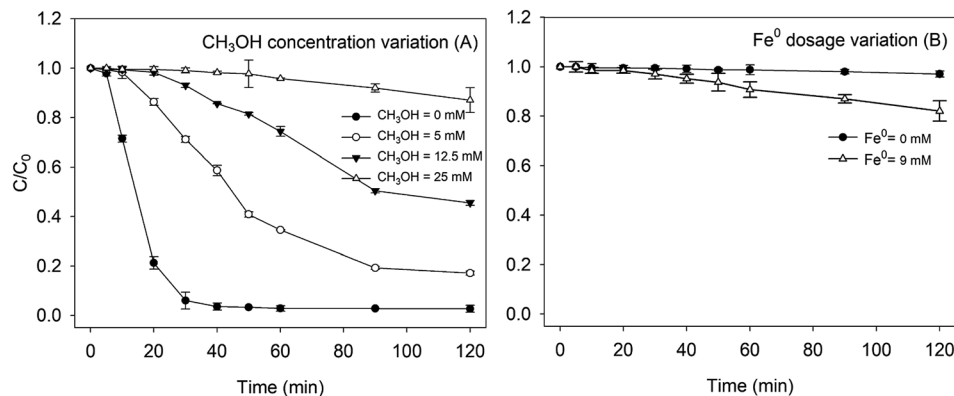 CH₃OH concentration variation (A)
1.2
1.0
0.8
0.6
0.4
0.2
0.0
C/C₀
CH₃OH = 0 mM
CH₃OH = 5 mM
CH₃OH = 12.5 mM
CH₃OH = 25 mM
0 20 40 60 80 100 120
Time (min)
Fe⁰ dosage variation (B)
1.2
1.0
0.8
0.6
0.4
0.2
0.0
Fe⁰= 0 mM
Fe⁰= 9 mM
0 20 40 60 80 100 120
Time (min)